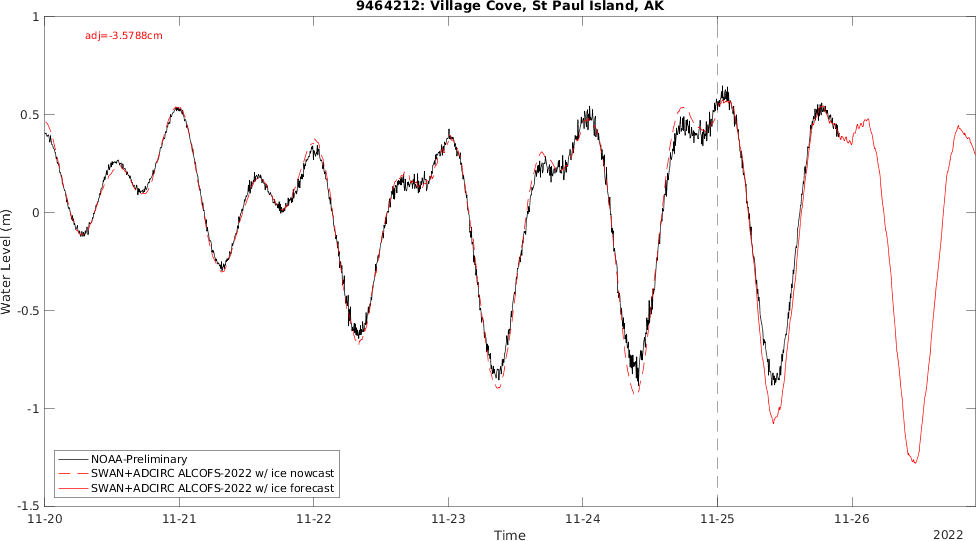 9464212: Village Cove, St Paul Island, AK
adj=-3.5788cm
1
0.5
0
-0.5
-1
-1.5
Water Level (m)
NOAA-Preliminary
SWAN+ADCIRC ALCOFS-2022 w/ ice nowcast
SWAN+ADCIRC ALCOFS-2022 w/ ice forecast
11-20 11-21 11-22 11-23 11-24 11-25 11-26
Time
2022